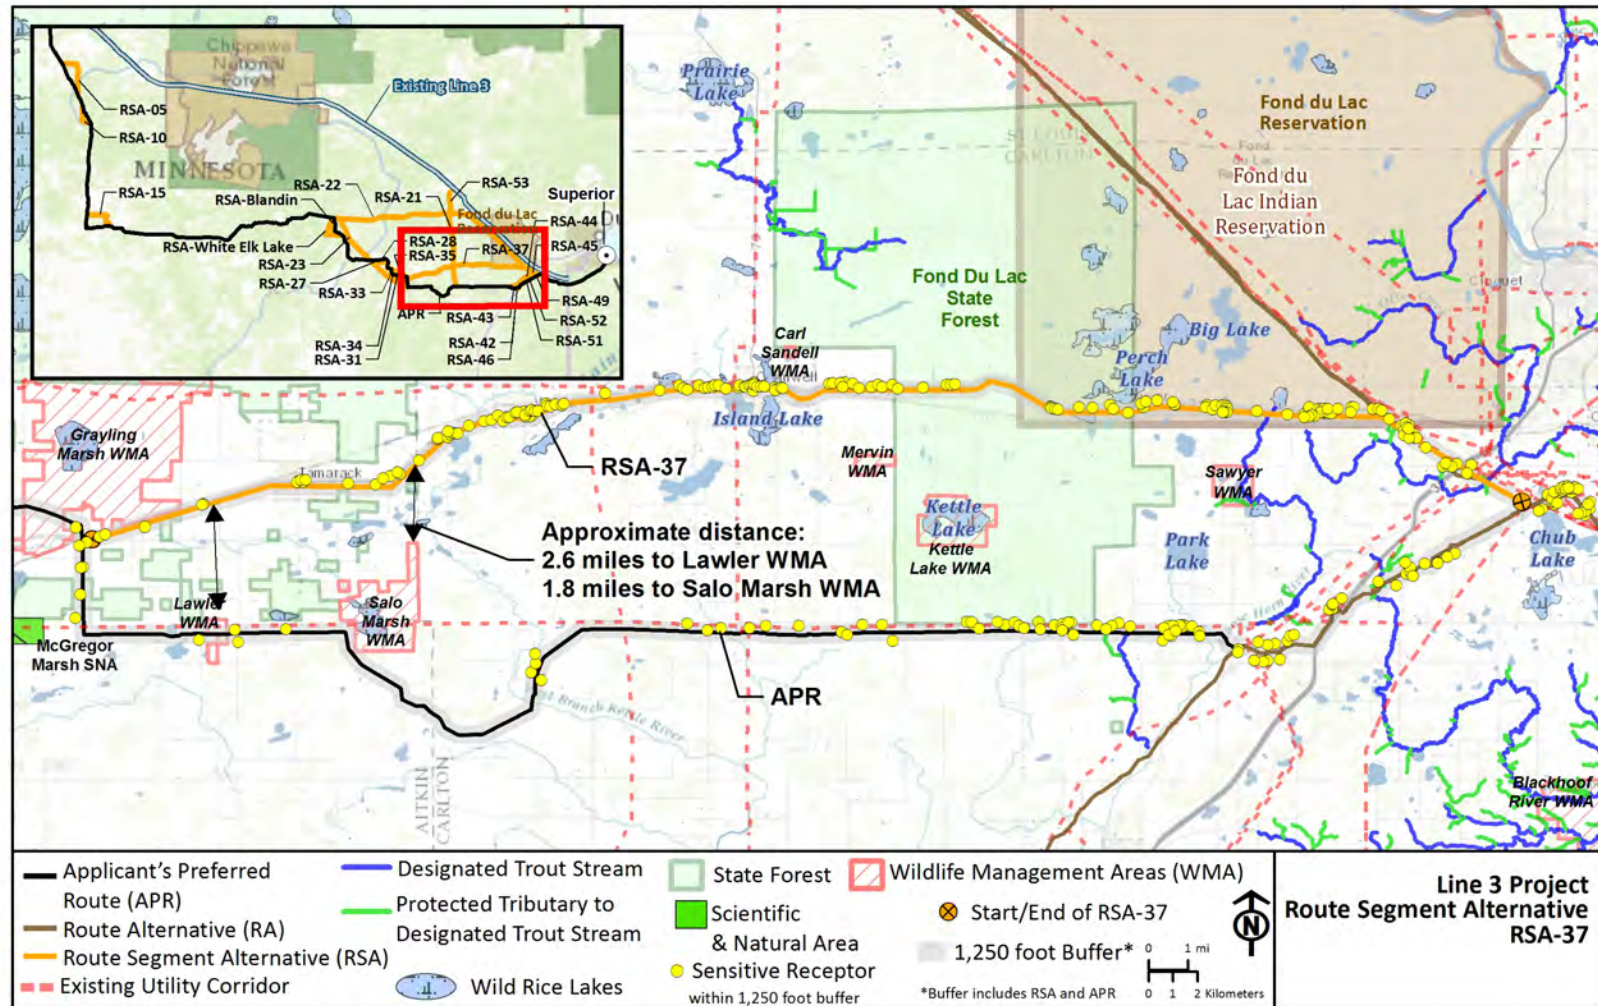 Chippewa
National
Forest
Existing Line 3
RSA-05
RSA-10
MINNESOTA
RSA-15
RSA-22
RSA-53
RSA-Blandin
RSA-21
Superior
Fond du Lac
RSA-44
RSA-White Elk Lake
RSA-28
RSA-37
RSA-45
RSA-35
RSA-23
RSA-27
RSA-33
RSA-49
APR
RSA-43
RSA-52
RSA-34
RSA-42
RSA-51
RSA-31
RSA-46
Prairie
Lake
ST LOUIS
CARLTON
Fond du Lac
Reservation
Fond du
Lac Indian
Reservation
Fond Du Lac
State
Forest
Cloquet
Big Lake
Perch
Lake
Carl
Sandell
WMA
Island Lake
Grayling
Marsh WMA
Tamarack
RSA-37
Mervin
WMA
Sawyer
WMA
Kettle
Lake
Kettle
Lake WMA
Park
Lake
Chub
Lake
Approximate distance:
2.6 miles to Lawler WMA
1.8 miles to Salo Marsh WMA
Lawler
WMA
Salo
Marsh
WMA
McGregor
Marsh SNA
APR
Branch Kettle River
AITKIN
CARLTON
Blackhoof
River WMA
Applicant's Preferred
Route (APR)
Route Alternative (RA)
Route Segment Alternative (RSA)
Existing Utility Corridor
Designated Trout Stream
Protected Tributary to
Designated Trout Stream
Wild Rice Lakes
State Forest
Scientific
& Natural Area
Sensitive Receptor
within 1,250 foot buffer
Wildlife Management Areas (WMA)
Start/End of RSA-37
1,250 foot Buffer*
*Buffer includes RSA and APR
0 1 mi
0 1 2 Kilometers
N
Line 3 Project
Route Segment Alternative
RSA-37